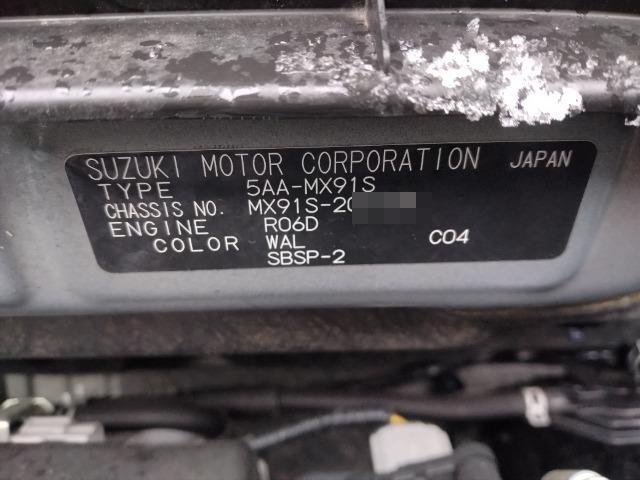 SUZUKI MOTOR CORPORATION JAPAN
TYPE 5AA-MX91S
CHASSIS NO. MX91S-20
ENGINE R06D
COLOR WAL C04
SBSP-2